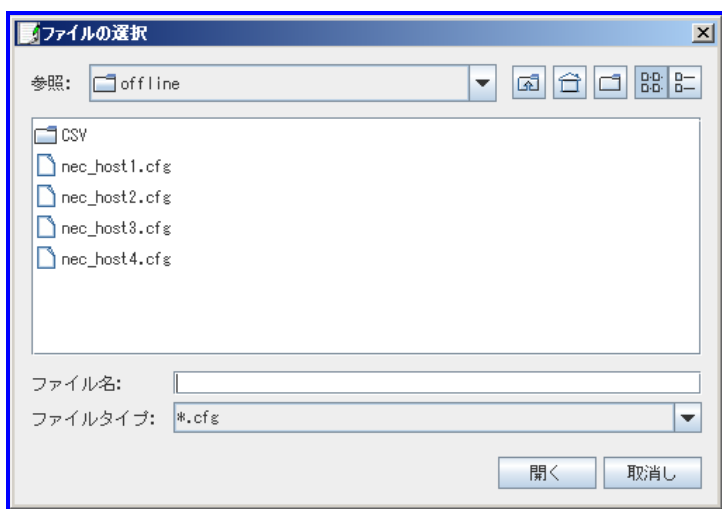 ファイルの選択
参照: offline
CSV
nec_host1.cfg
nec_host2.cfg
nec_host3.cfg
nec_host4.cfg
ファイル名:
ファイルタイプ: *.cfg
開く 取消し